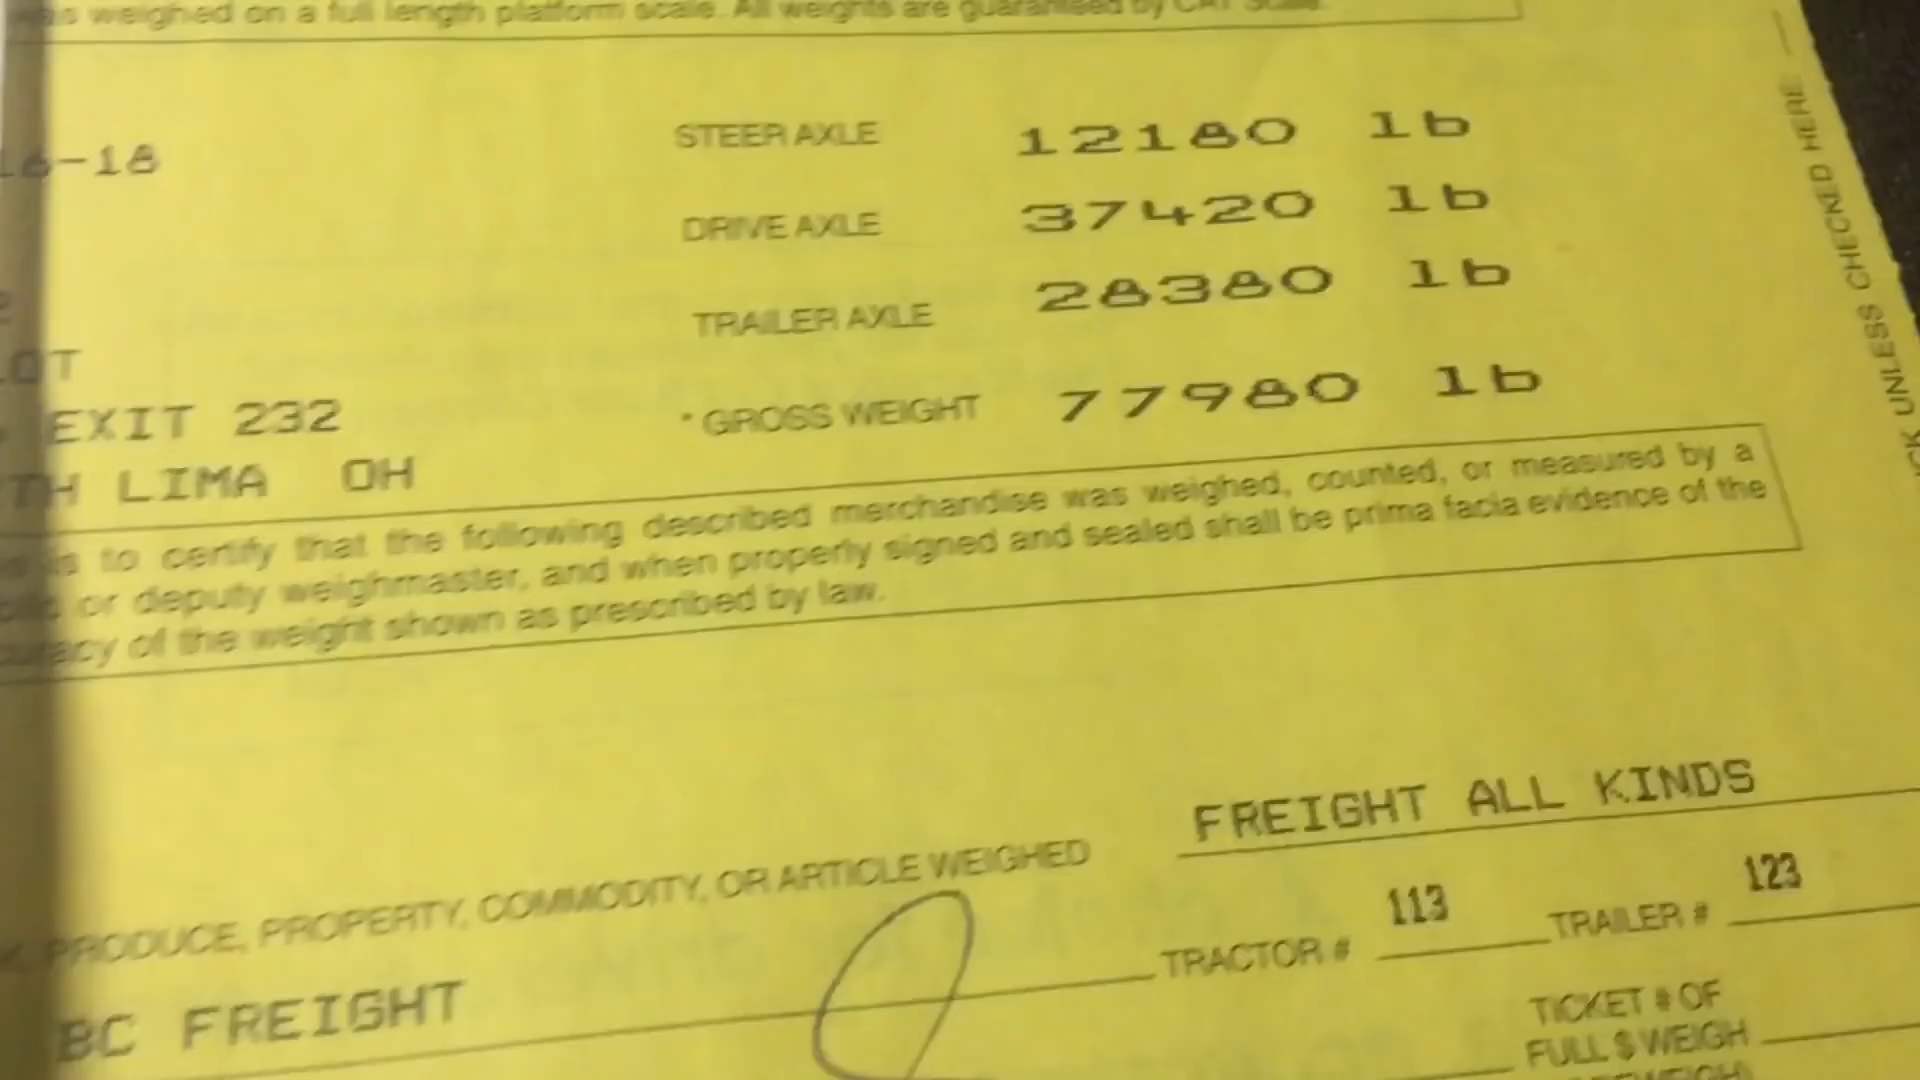 was weighed on a full length platform scale. All weights are guaranteed by CAT Scale.
16-18
STEER AXLE 12180 lb
DRIVE AXLE 37420 lb
TRAILER AXLE 28380 lb
* GROSS WEIGHT 77980 lb
EXIT 232
LIMA OH
is to certify that the following described merchandise was weighed, counted, or measured by a
or deputy weighmaster, and when properly signed and sealed shall be prima facia evidence of the
of the weight shown as prescribed by law.
UNLESS CHECKED HERE
FREIGHT ALL KINDS
PRODUCE, PROPERTY, COMMODITY, OR ARTICLE WEIGHED
TRACTOR # 113 TRAILER # 123
BC FREIGHT
TICKET # OF
FULL $ WEIGH